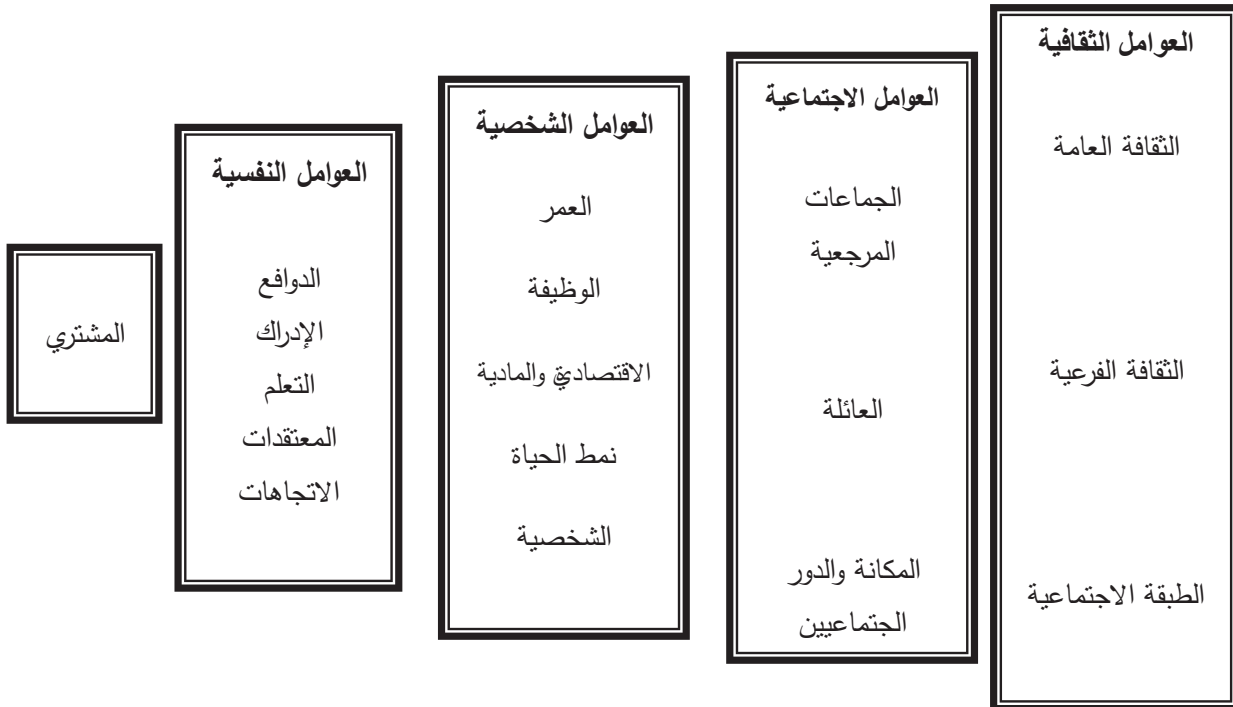 العوامل الثقافية
الثقافة العامة
الثقافة الفرعية
الطبقة الاجتماعية
العوامل الاجتماعية
الجماعات
المرجعية
العائلة
المكانة والدور
الجتماعيين
العوامل الشخصية
العمر
الوظيفة
الاقتصادية والمادية
نمط الحياة
الشخصية
العوامل النفسية
الدوافع
الإدراك
التعلم
المعتقدات
الاتجاهات
المشتري